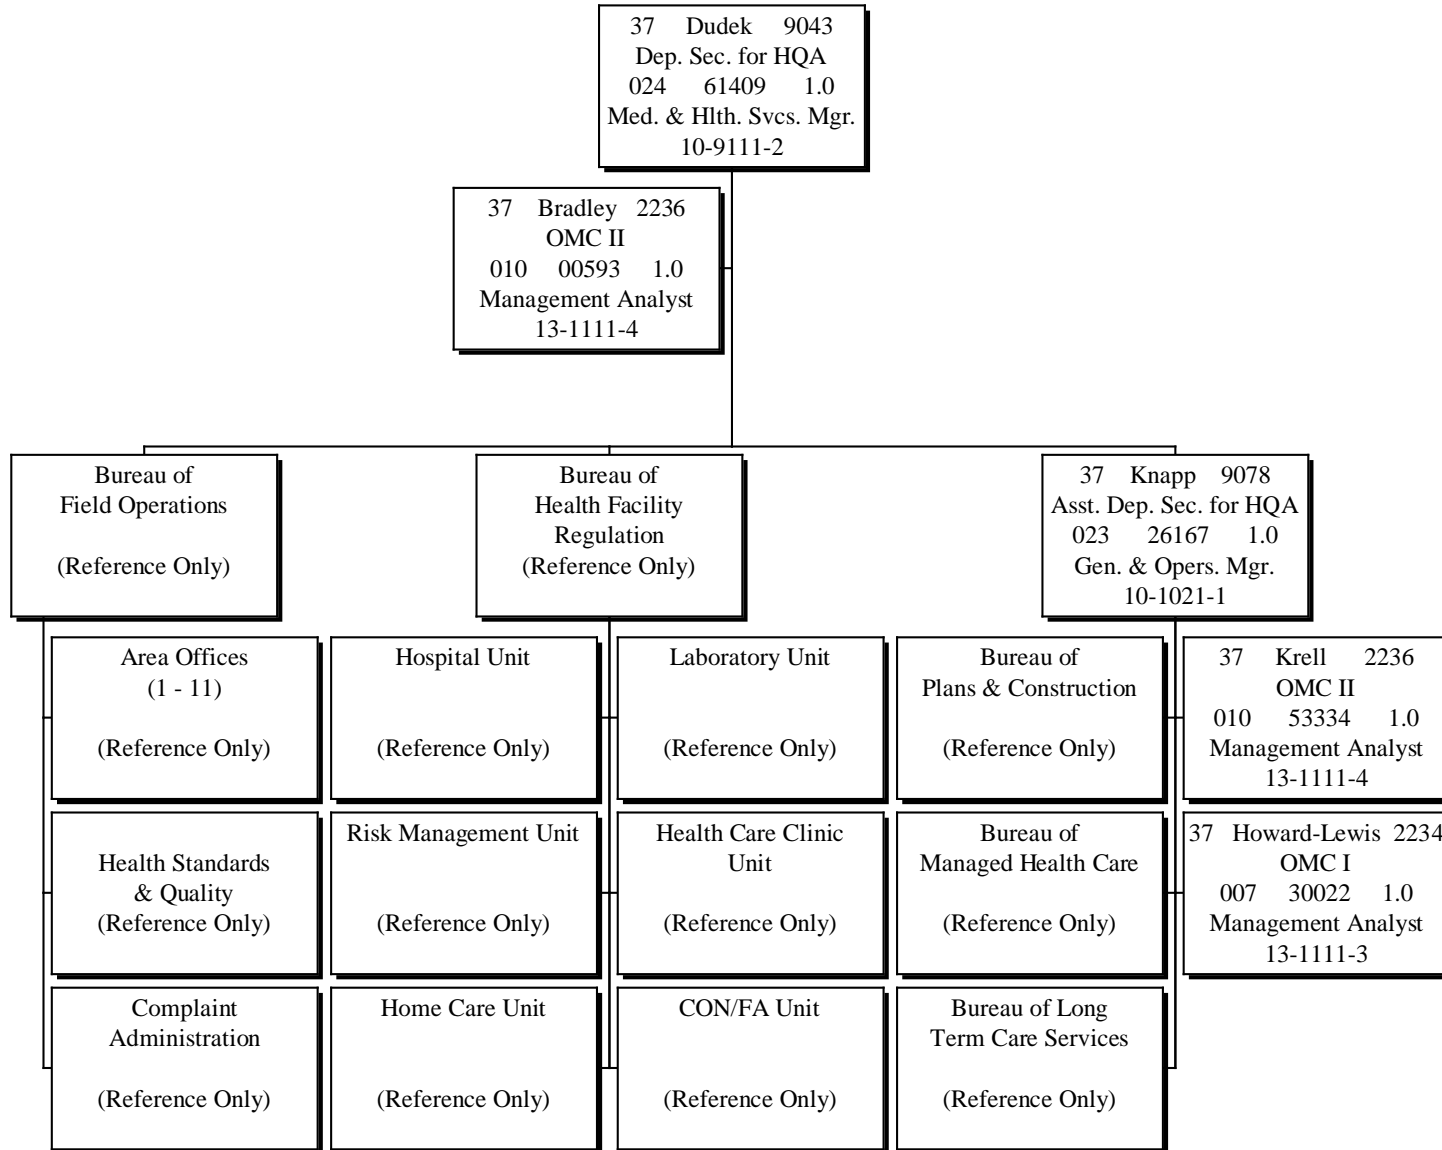 37 Dudek 9043
Dep. Sec. for HQA
024 61409 1.0
Med. & Hlth. Svcs. Mgr.
10-9111-2
37 Bradley 2236
OMC II
010 00593 1.0
Management Analyst
13-1111-4
Bureau of
Field Operations
(Reference Only)
Bureau of
Health Facility
Regulation
(Reference Only)
37 Knapp 9078
Asst. Dep. Sec. for HQA
023 26167 1.0
Gen. & Opers. Mgr.
10-1021-1
Area Offices
(1 - 11)
(Reference Only)
Hospital Unit
(Reference Only)
Laboratory Unit
(Reference Only)
Bureau of
Plans & Construction
(Reference Only)
37 Krell 2236
OMC II
010 53334 1.0
Management Analyst
13-1111-4
Health Standards
& Quality
(Reference Only)
Risk Management Unit
(Reference Only)
Health Care Clinic
Unit
(Reference Only)
Bureau of
Managed Health Care
(Reference Only)
37 Howard-Lewis 2234
OMC I
007 30022 1.0
Management Analyst
13-1111-3
Complaint
Administration
(Reference Only)
Home Care Unit
(Reference Only)
CON/FA Unit
(Reference Only)
Bureau of Long
Term Care Services
(Reference Only)